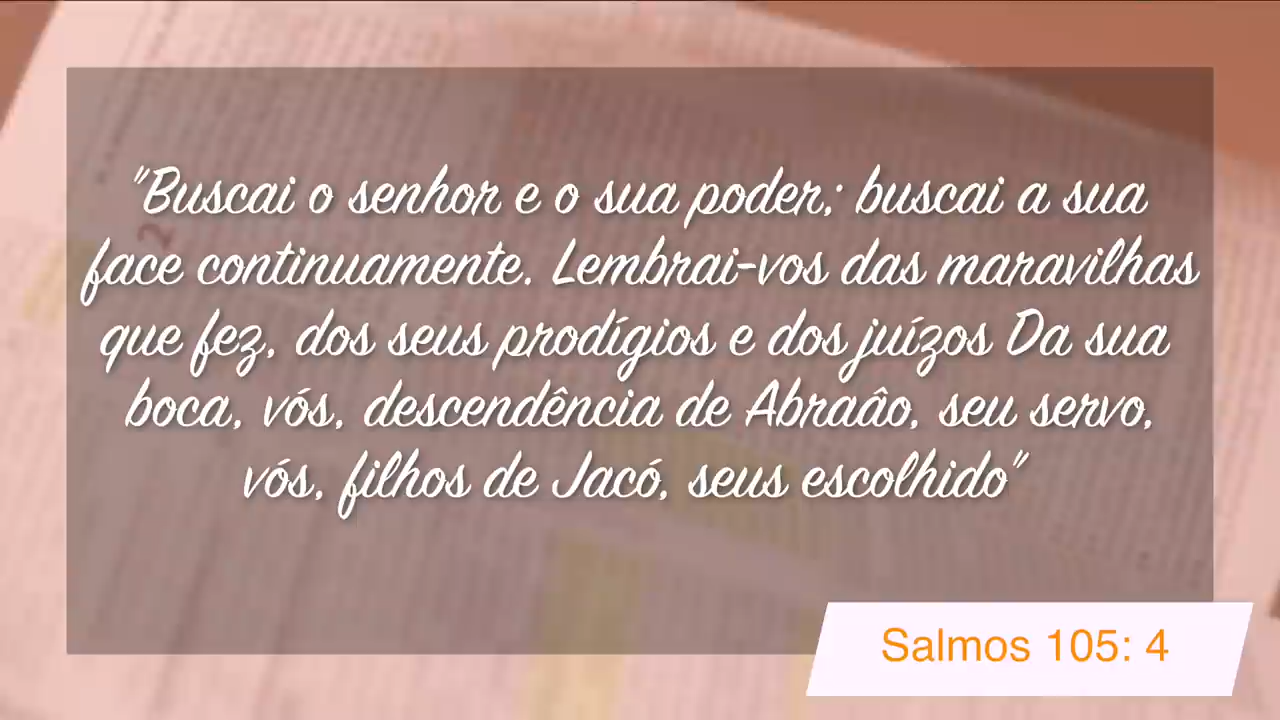 "Buscai o senhor e o sua poder; buscai a sua
face continuamente. Lembrai-vos das maravilhas
que fez, dos seus prodígios e dos juízos Da sua
boca, vós, descendência de Abraâo, seu servo,
vós, filhos de Jacó, seus escolhido"
Salmos 105: 4